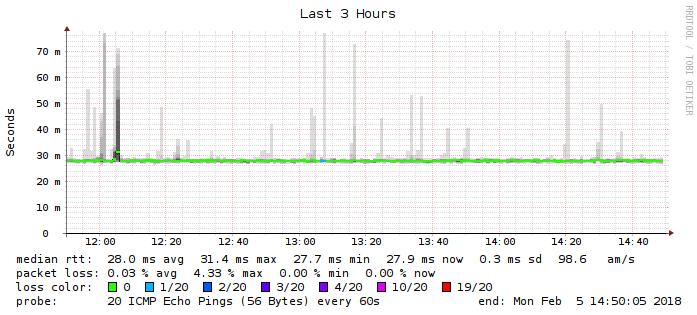 Last 3 Hours
RRDTOOL / TOBI OETIKER
Seconds
70 m
60 m
50 m
40 m
30 m
20 m
10 m
0
12:00 12:20 12:40 13:00 13:20 13:40 14:00 14:20 14:40
median rtt: 28.0 ms avg 31.4 ms max 27.7 ms min 27.9 ms now 0.3 ms sd 98.6 am/s
packet loss: 0.03 % avg 4.33 % max 0.00 % min 0.00 % now
loss color: 0 1/20 2/20 3/20 4/20 10/20 19/20
probe: 20 ICMP Echo Pings (56 Bytes) every 60s end: Mon Feb 5 14:50:05 2018